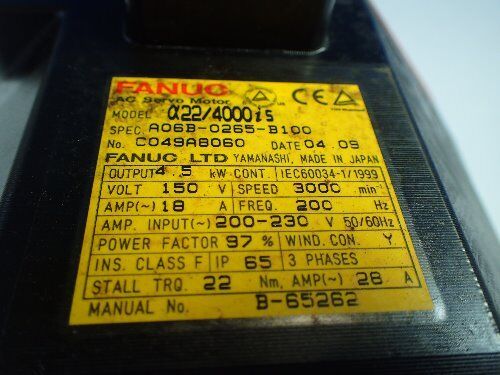 FANUC
AC Servo Motor
MODEL α22/4000is
SPEC. A06B-0265-B100
No. C049A8060 DATE 04.09
FANUC LTD YAMANASHI, MADE IN JAPAN
OUTPUT 4.5 kW CONT. IEC60034-1/1999
VOLT 150 V SPEED 3000 min⁻¹
AMP(~) 18 A FREQ. 200 Hz
AMP. INPUT(~) 200-230 V 50/60Hz
POWER FACTOR 97 % WIND. CON. Y
INS. CLASS F IP 65 3 PHASES
STALL TRQ. 22 Nm, AMP(~) 28 A
MANUAL No. B-65262